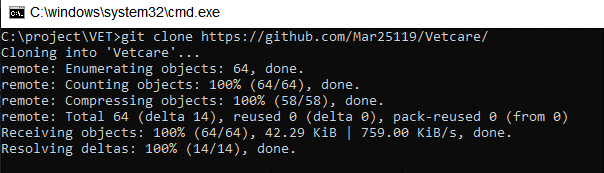 C:\windows\system32\cmd.exe
C:\project\VET>git clone https://github.com/Mar25119/Vetcare/
Cloning into 'Vetcare'...
remote: Enumerating objects: 64, done.
remote: Counting objects: 100% (64/64), done.
remote: Compressing objects: 100% (58/58), done.
remote: Total 64 (delta 14), reused 0 (delta 0), pack-reused 0 (from 0)
Receiving objects: 100% (64/64), 42.29 KiB | 759.00 KiB/s, done.
Resolving deltas: 100% (14/14), done.